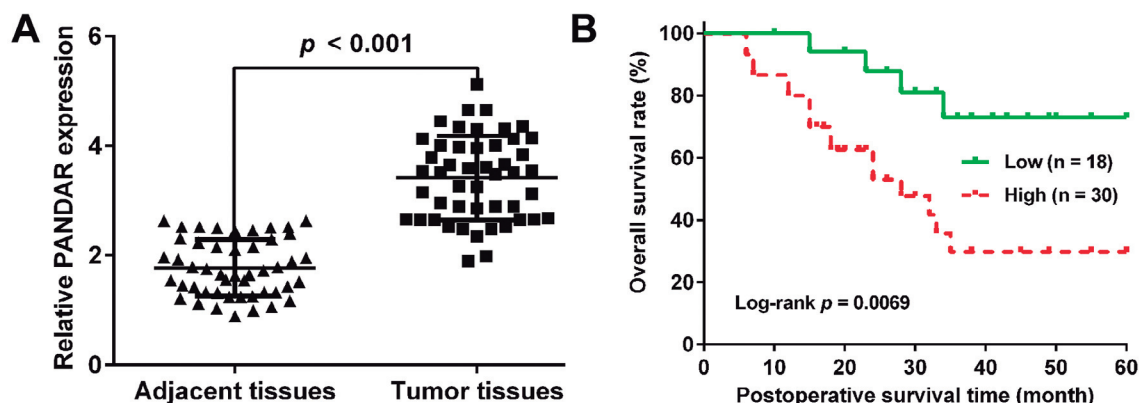 A
Relative PANDAR expression
6
4
2
0
p < 0.001
Adjacent tissues
Tumor tissues
B
Overall survival rate (%)
100
80
60
40
20
0
Low (n = 18)
High (n = 30)
Log-rank p = 0.0069
0 10 20 30 40 50 60
Postoperative survival time (month)